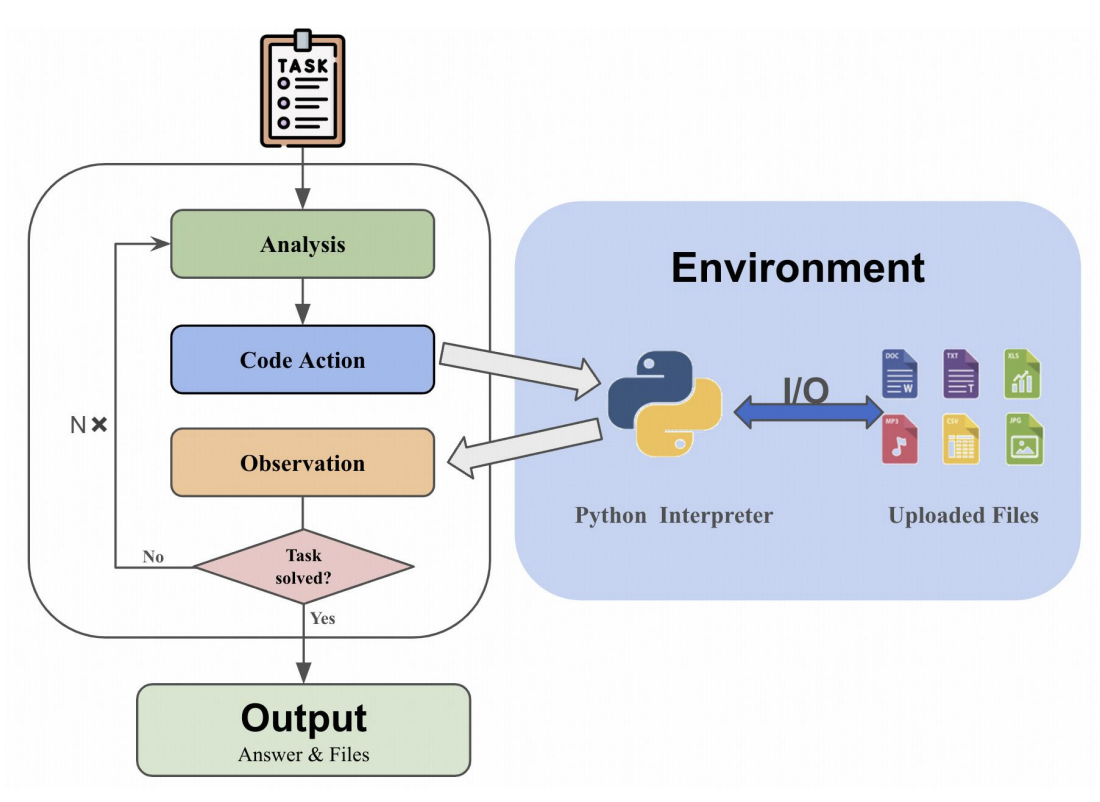 TASK
Analysis
Environment
Code Action
DOC
W
TXT
T
XLS
I/O
N ✖
MP3
CSV
JPG
Observation
Python Interpreter
Uploaded Files
No
Task
solved?
Yes
Output
Answer & Files